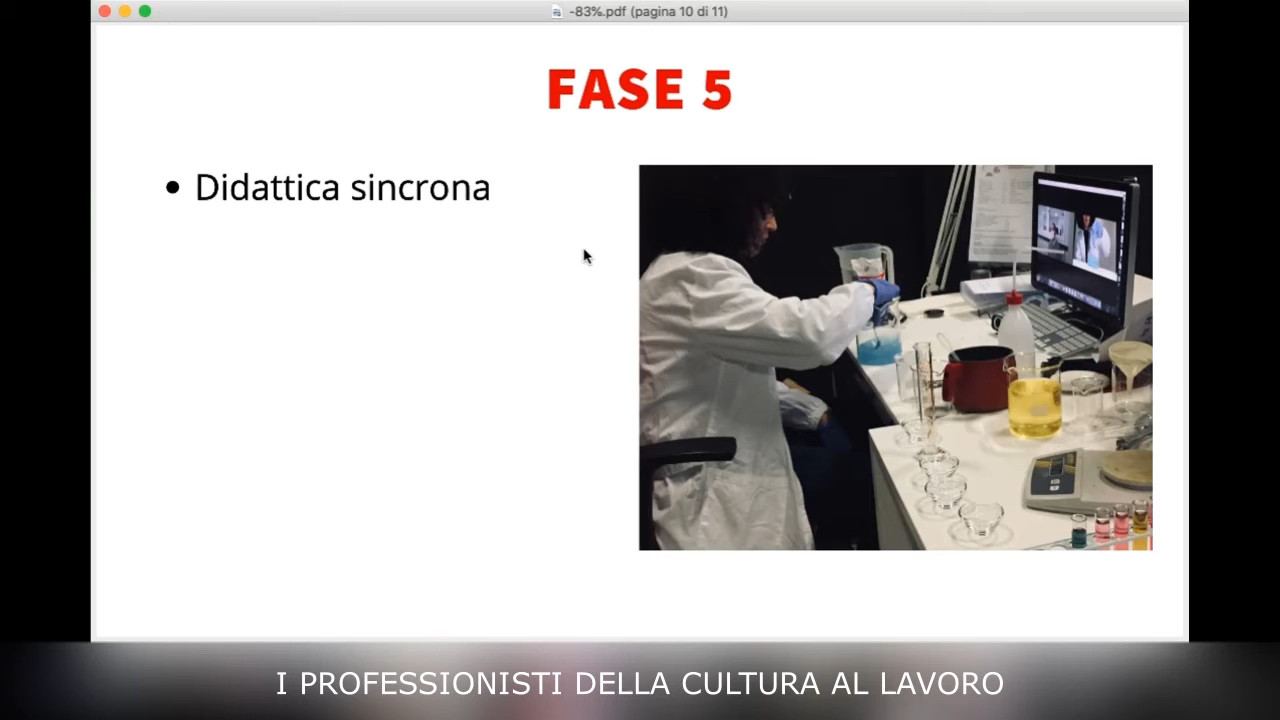 -83%.pdf (pagina 10 di 11)
FASE 5
• Didattica sincrona
I PROFESSIONISTI DELLA CULTURA AL LAVORO